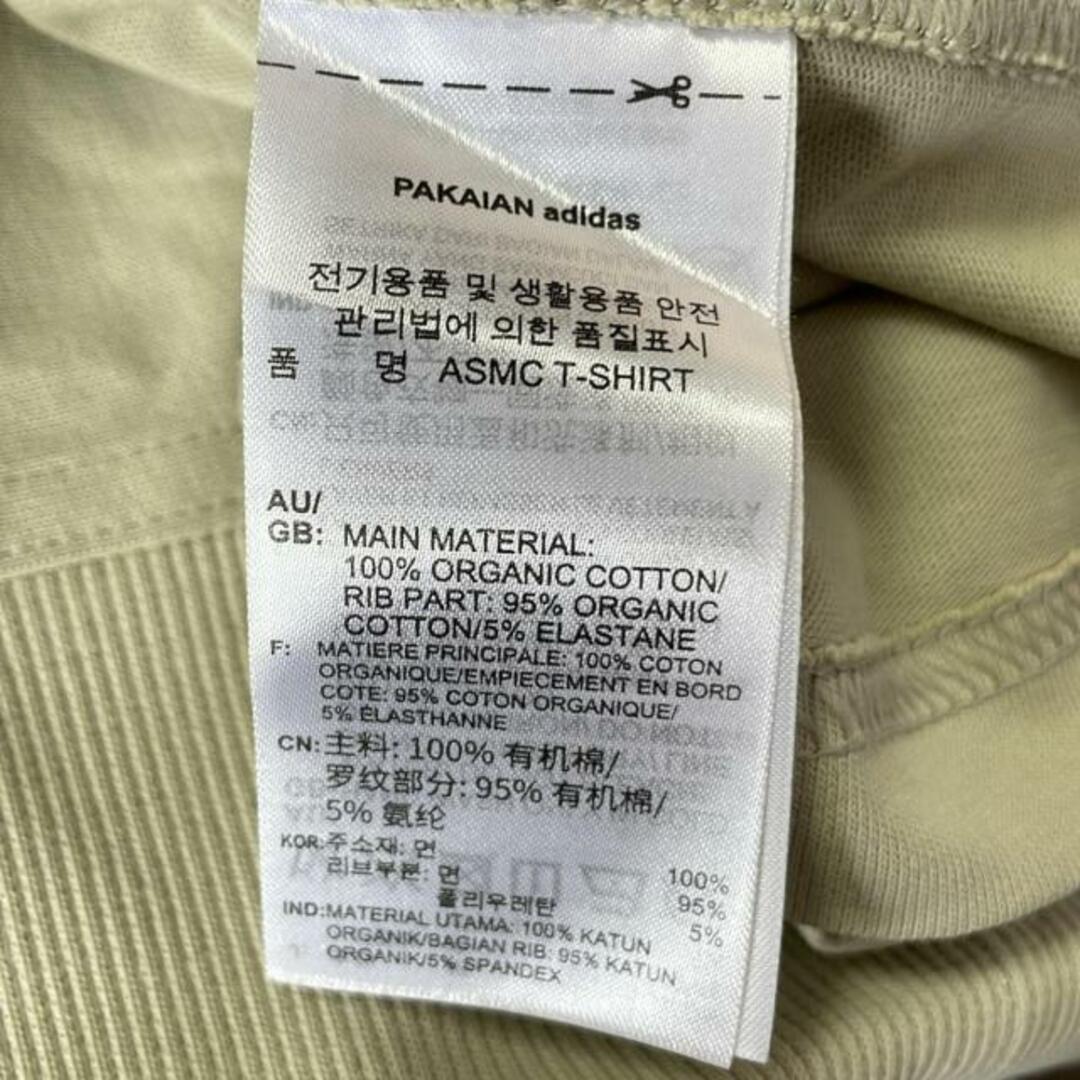 PAKAIAN adidas
전기용품 및 생활용품 안전
관리법에 의한 품질표시
품 명 ASMC T-SHIRT
AU/
GB: MAIN MATERIAL:
100% ORGANIC COTTON/
RIB PART: 95% ORGANIC
COTTON/5% ELASTANE
F: MATIERE PRINCIPALE: 100% COTON
ORGANIQUE/EMPIECEMENT EN BORD
COTE: 95% COTON ORGANIQUE/
5% ÉLASTHANNE
CN: 主料: 100% 有机棉/
罗纹部分: 95% 有机棉/
5% 氨纶
KOR: 주소재: 면 100%
리브부분: 면 95%
폴리우레탄 5%
IND: MATERIAL UTAMA: 100% KATUN
ORGANIK/BAGIAN RIB: 95% KATUN
ORGANIK/5% SPANDEX